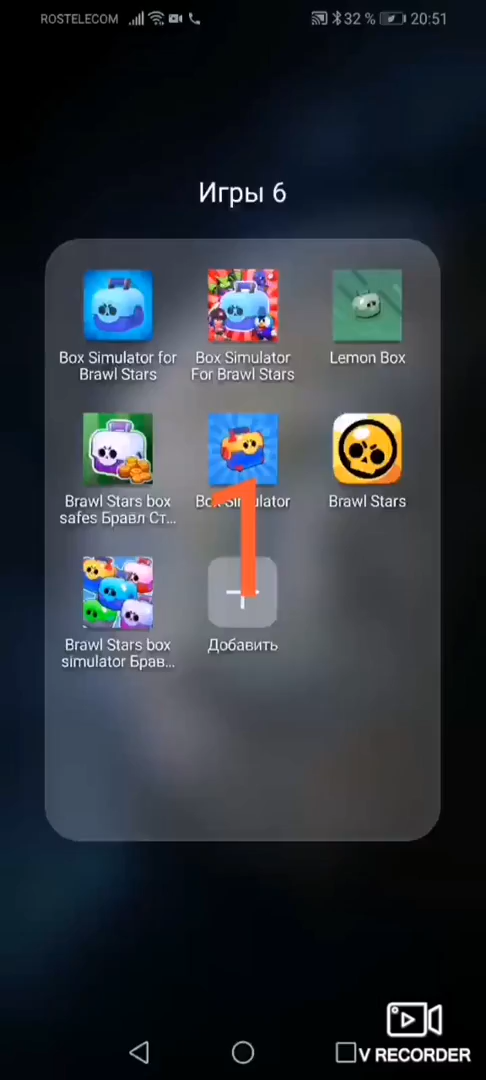 ROSTELECOM 32 % 20:51
Игры 6
Box Simulator for
Brawl Stars
Box Simulator
For Brawl Stars
Lemon Box
Brawl Stars box
safes Бравл Ст...
Box Simulator
Brawl Stars
1
Brawl Stars box
simulator Брав...
Добавить
V RECORDER